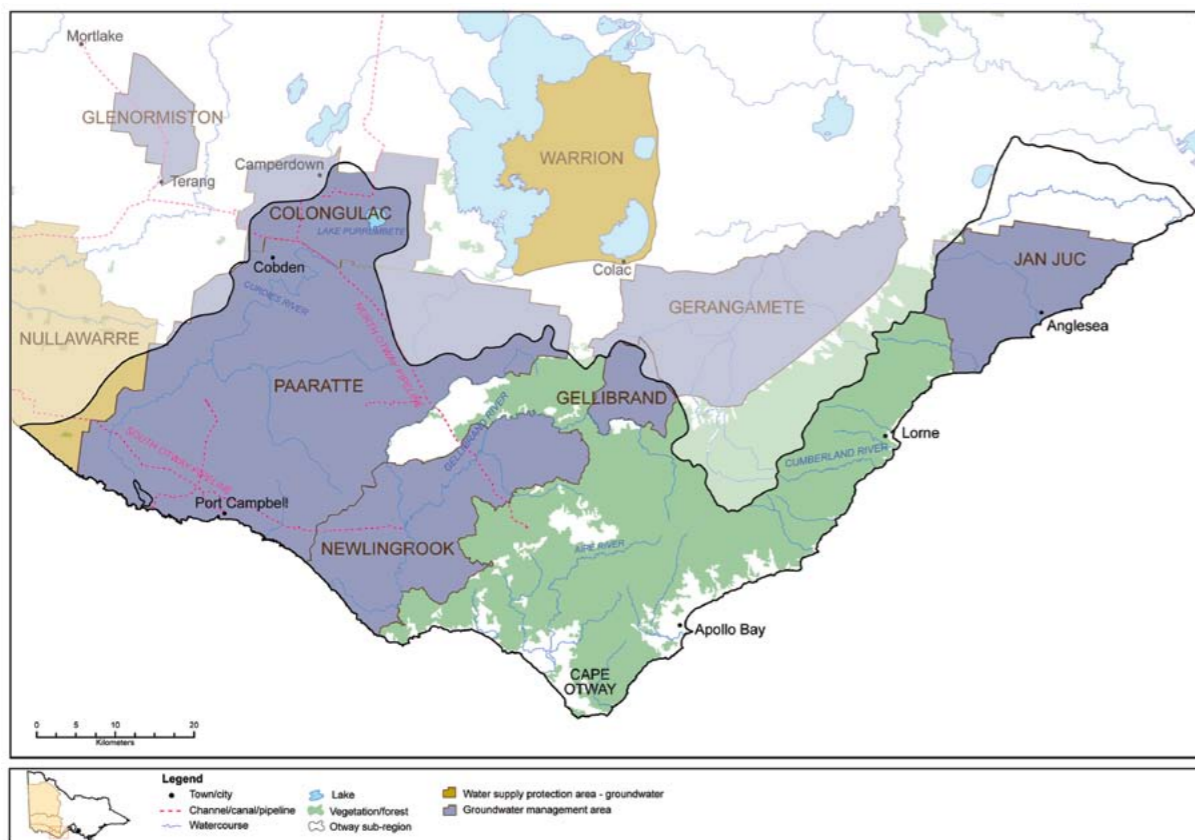 Mortlake
GLENORMISTON
Terang
Camperdown
COLONGULAC
LAKE PURRUMBETE
Cobden
CURDIES RIVER
NORTH OTWAY PIPELINE
NULLAWARRE
PAARATTE
SOUTH OTWAY PIPELINE
Port Campbell
NEWLINGROOK
GELLIBRAND RIVER
GELLIBRAND
WARRION
Colac
GERANGAMETE
JAN JUC
Anglesea
Lorne
CUMBERLAND RIVER
AIRE RIVER
Apollo Bay
CAPE
OTWAY
0 5 10 20
Kilometers
Legend
Town/city
Channel/canal/pipeline
Watercourse
Lake
Vegetation/forest
Otway sub-region
Water supply protection area - groundwater
Groundwater management area